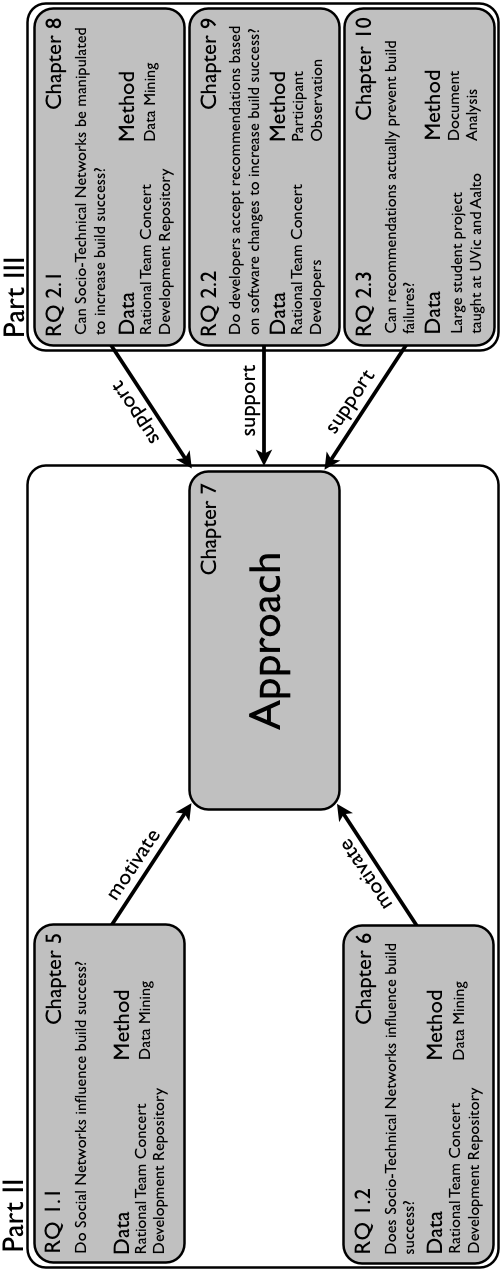 Part II
RQ 1.1 Chapter 5
Do Social Networks influence build success?
Data Method
Rational Team Concert Data Mining
Development Repository
motivate
RQ 1.2 Chapter 6
Does Socio-Technical Networks influence build
success?
Data Method
Rational Team Concert Data Mining
Development Repository
motivate
Chapter 7
Approach
Part III
support
RQ 2.1 Chapter 8
Can Socio-Technical Networks be manipulated
to increase build success?
Data Method
Rational Team Concert Data Mining
Development Repository
support
RQ 2.2 Chapter 9
Do developers accept recommendations based
on software changes to increase build success?
Data Method
Rational Team Concert Participant
Developers Observation
support
RQ 2.3 Chapter 10
Can recommendations actually prevent build
failures?
Data Method
Large student project Document
taught at UVic and Aalto Analysis